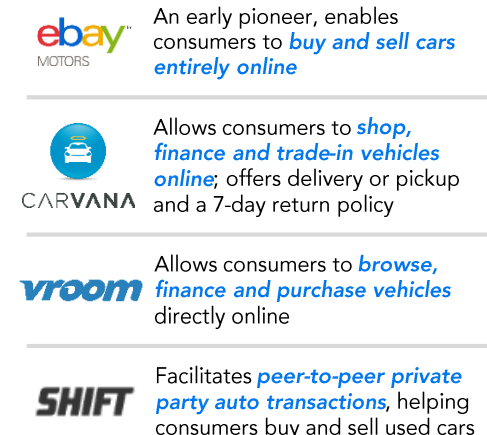 ebay™
MOTORS
An early pioneer, enables
consumers to buy and sell cars
entirely online
CARVANA
Allows consumers to shop,
finance and trade-in vehicles
online; offers delivery or pickup
and a 7-day return policy
vroom
Allows consumers to browse,
finance and purchase vehicles
directly online
SHIFT
Facilitates peer-to-peer private
party auto transactions, helping
consumers buy and sell used cars